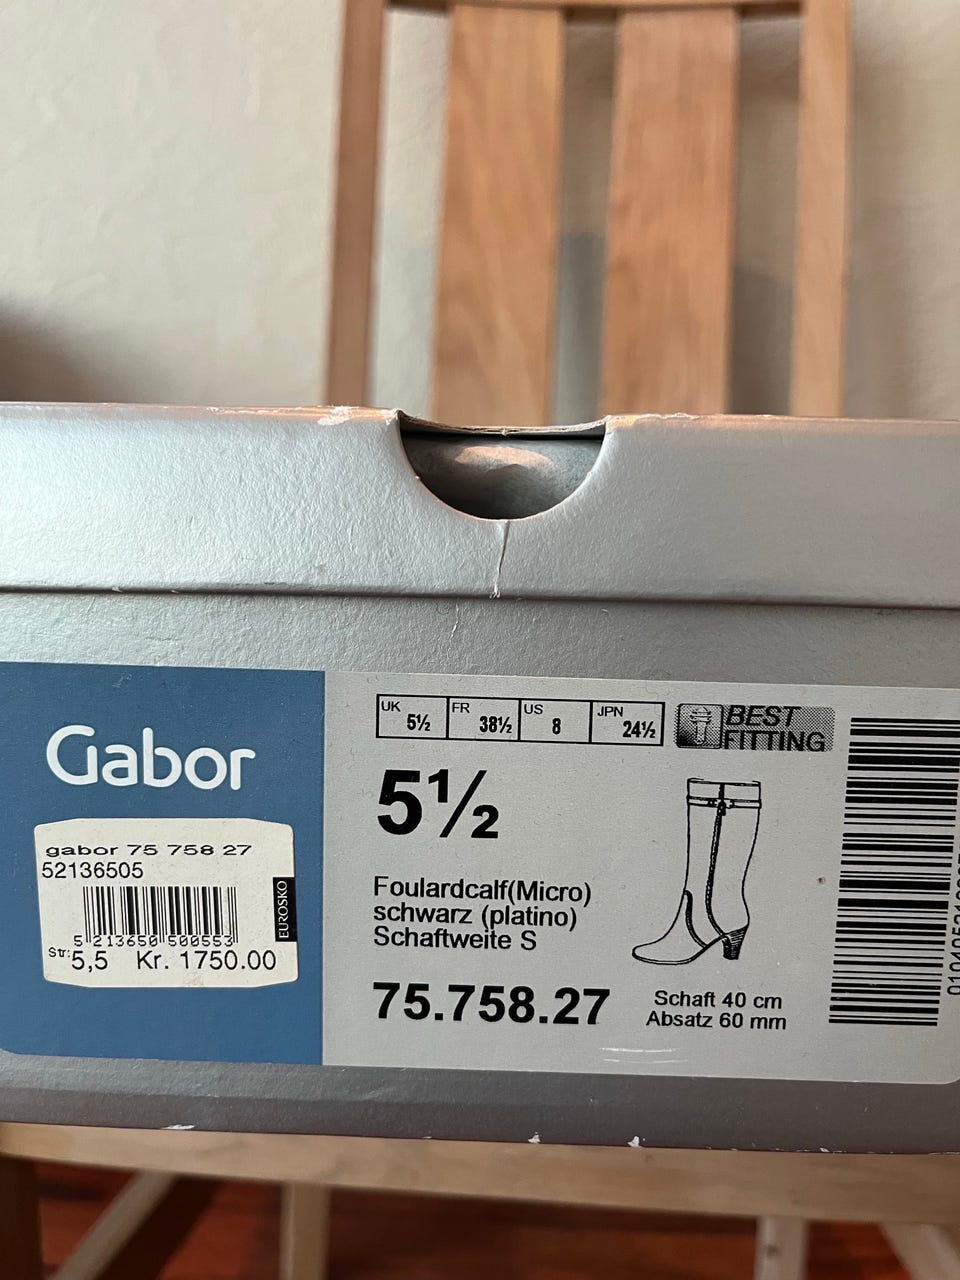 Gabor
gabor 75 758 27
52136505
EUROSKO
5 213650 500553
Str: 5,5 Kr. 1750.00
UK 5½ FR 38½ US 8 JPN 24½
BEST
FITTING
5½
Foulardcalf(Micro)
schwarz (platino)
Schaftweite S
75.758.27
Schaft 40 cm
Absatz 60 mm